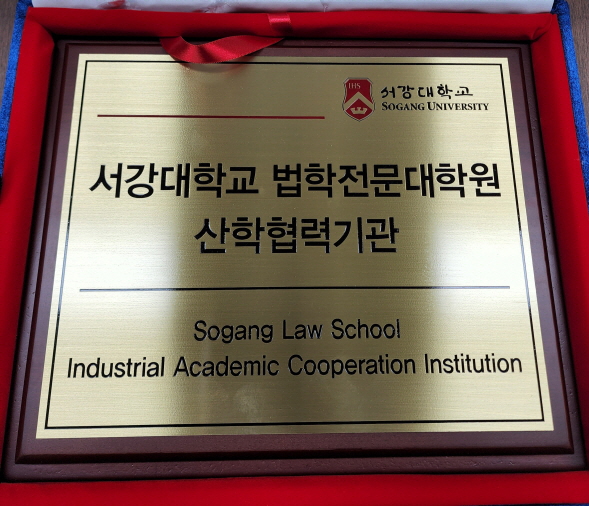 IHS
서강대학교
SOGANG UNIVERSITY
서강대학교 법학전문대학원
산학협력기관
Sogang Law School
Industrial Academic Cooperation Institution